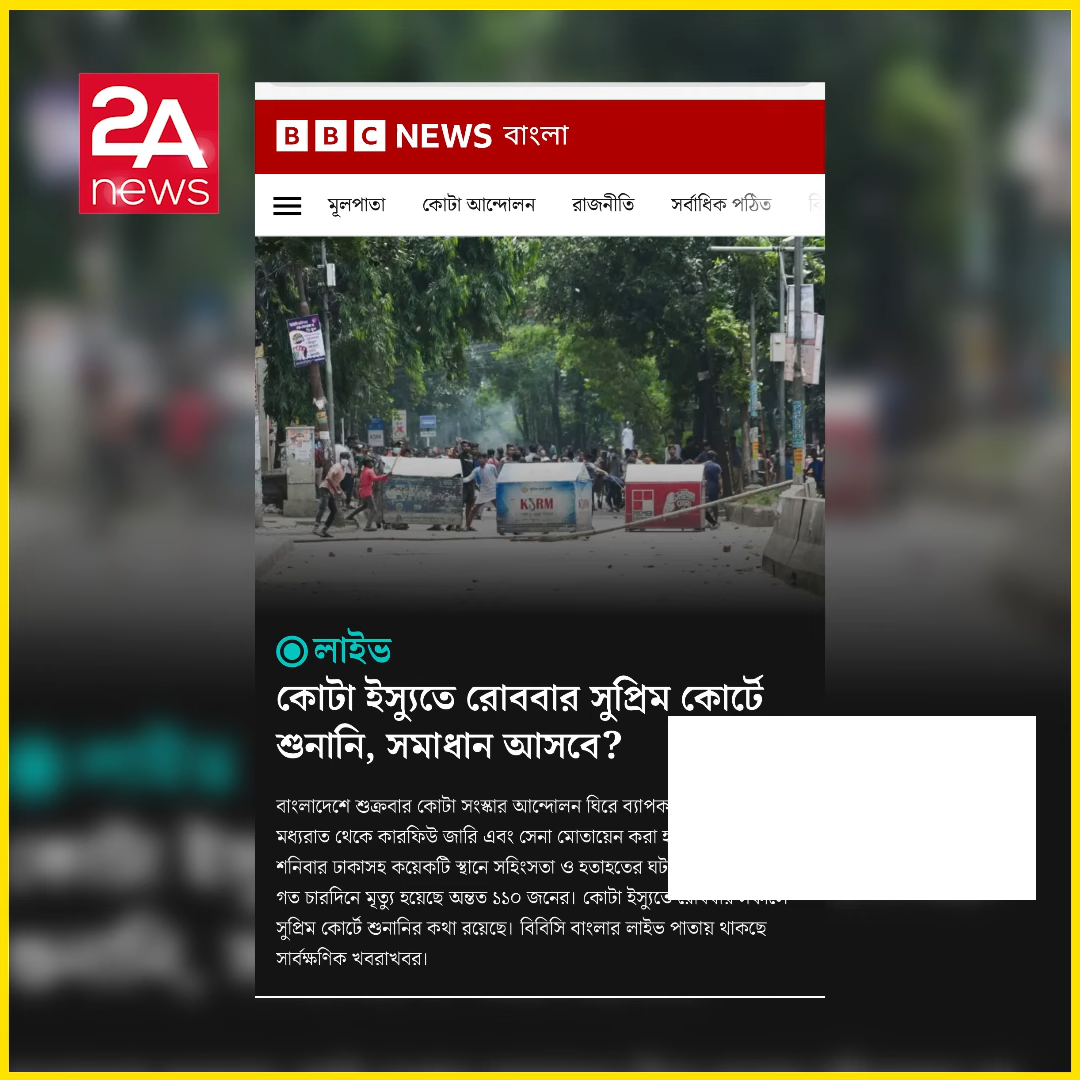 2A
news
BBC NEWS বাংলা
মূলপাতা কোটা আন্দোলন রাজনীতি সর্বাধিক পঠিত
KSRM
লাইভ
কোটা ইস্যুতে রোববার সুপ্রিম কোর্টে
শুনানি, সমাধান আসবে?
বাংলাদেশে শুক্রবার কোটা সংস্কার আন্দোলন ঘিরে
মধ্যরাত থেকে কারফিউ জারি এবং সেনা মোতায়েন করা
শনিবার ঢাকাসহ কয়েকটি স্থানে সহিংসতা ও হতাহতের
গত চারদিনে মৃত্যু হয়েছে অন্তত ১১০ জনের। কোটা ইস্যুতে
সুপ্রিম কোর্টে শুনানির কথা রয়েছে। বিবিসি বাংলার লাইভ পাতায় থাকছে
সার্বক্ষণিক খবরাখবর।